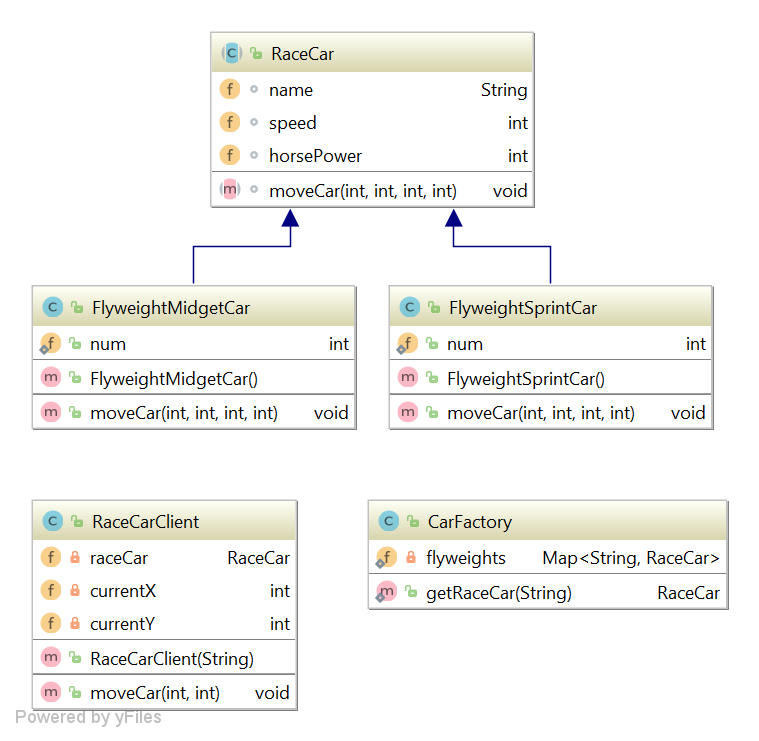 C RaceCar
f name String
f speed int
f horsePower int
m moveCar(int, int, int, int) void
C FlyweightMidgetCar
f num int
m FlyweightMidgetCar()
m moveCar(int, int, int, int) void
C FlyweightSprintCar
f num int
m FlyweightSprintCar()
m moveCar(int, int, int, int) void
C RaceCarClient
f raceCar RaceCar
f currentX int
f currentY int
m RaceCarClient(String)
m moveCar(int, int) void
C CarFactory
f flyweights Map<String, RaceCar>
m getRaceCar(String) RaceCar
Powered by yFiles